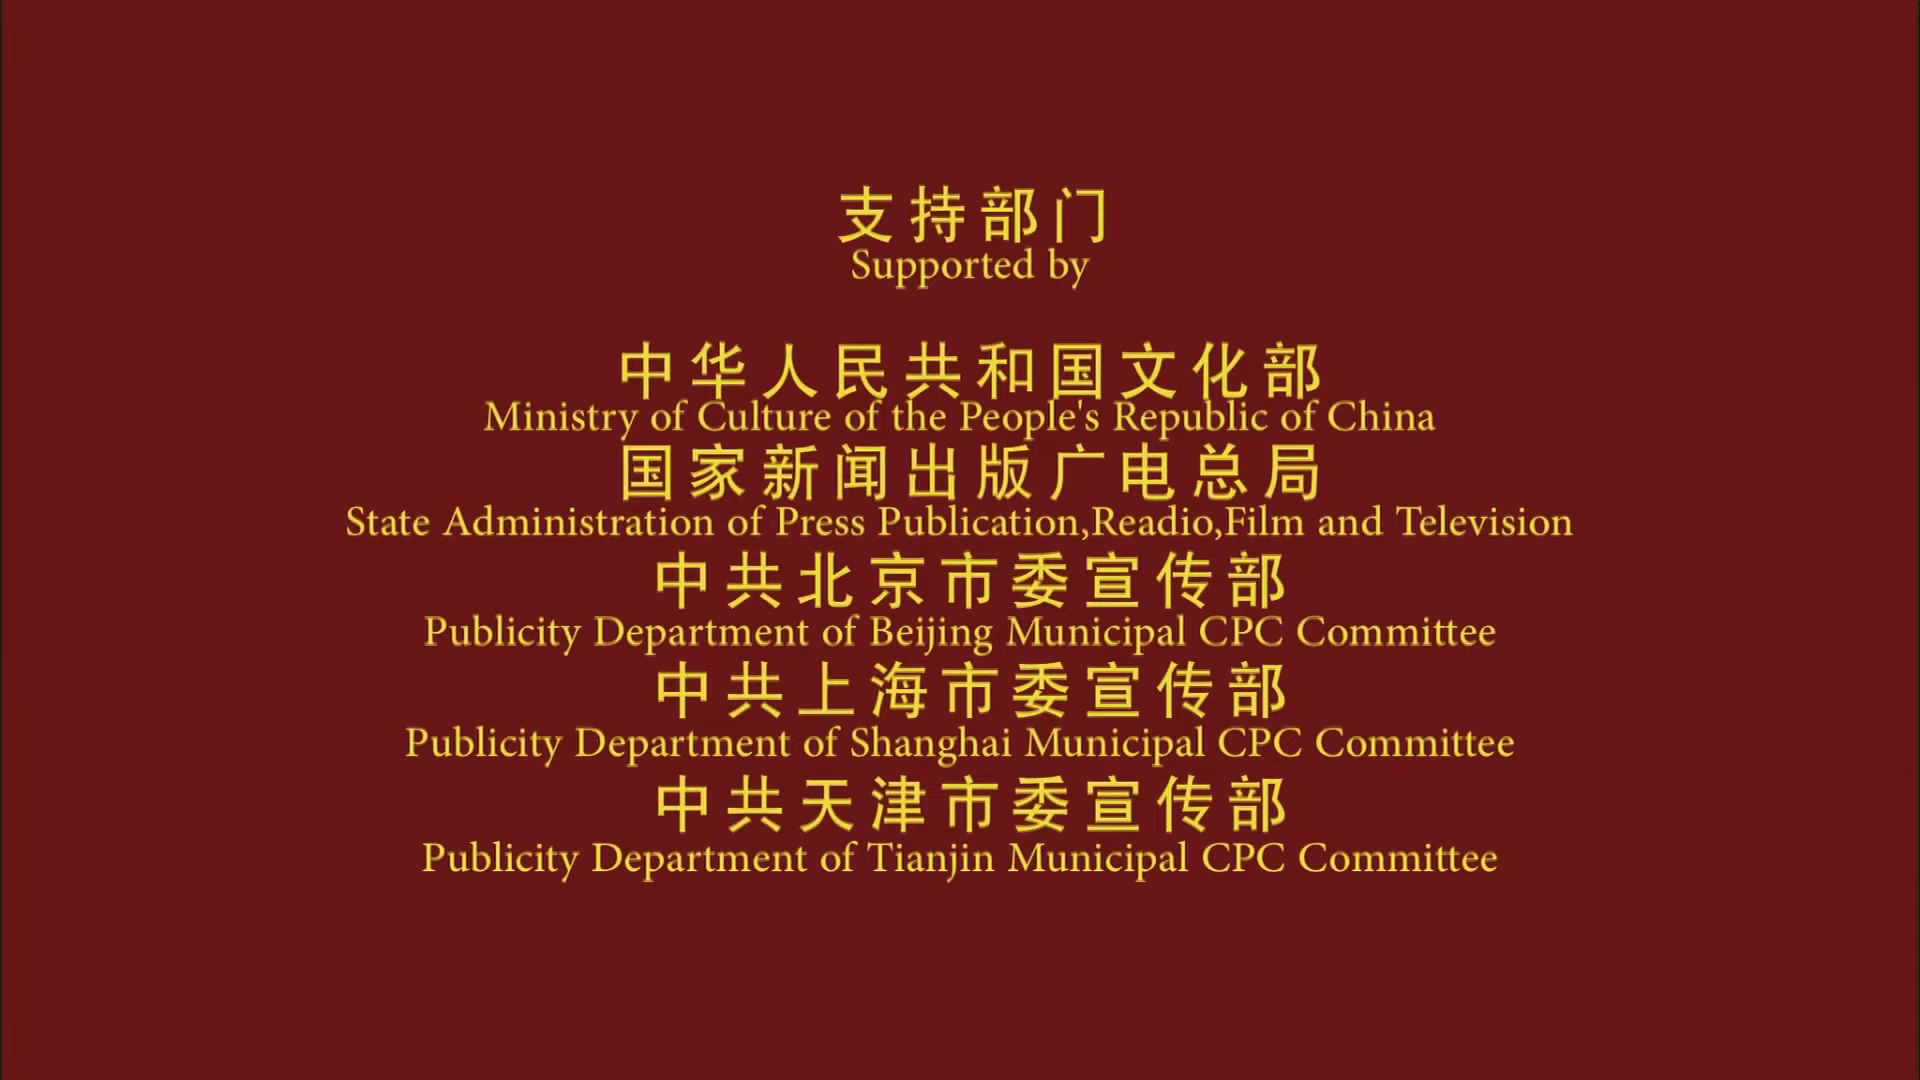 支持部门
Supported by
中华人民共和国文化部
Ministry of Culture of the People's Republic of China
国家新闻出版广电总局
State Administration of Press Publication,Readio,Film and Television
中共北京市委宣传部
Publicity Department of Beijing Municipal CPC Committee
中共上海市委宣传部
Publicity Department of Shanghai Municipal CPC Committee
中共天津市委宣传部
Publicity Department of Tianjin Municipal CPC Committee